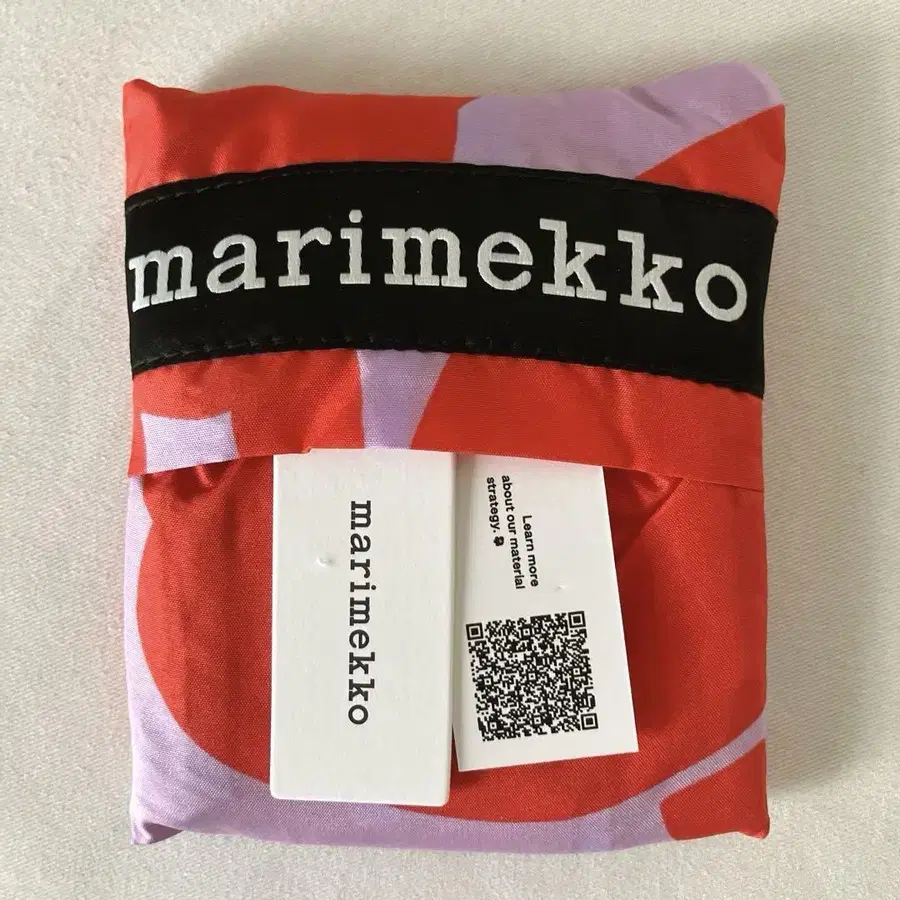 marimekko
marimekko
Learn more
about our material
strategy.